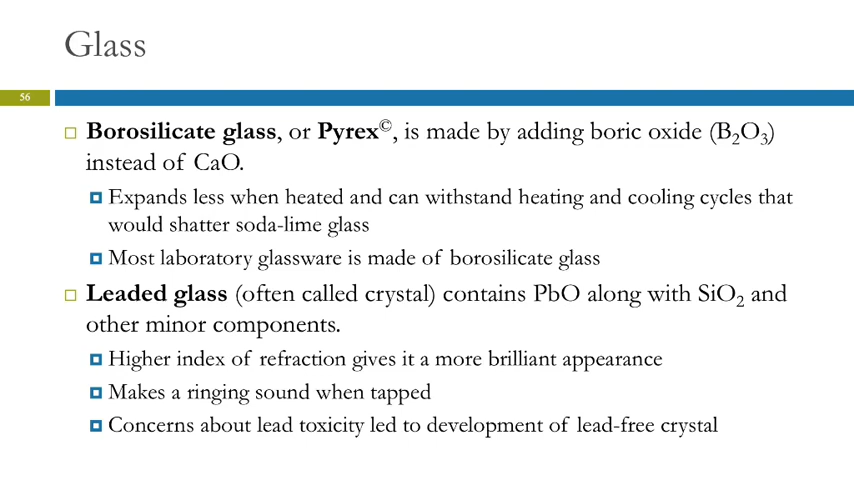 Glass
56
Borosilicate glass, or Pyrex©, is made by adding boric oxide (B₂O₃)
instead of CaO.
Expands less when heated and can withstand heating and cooling cycles that
would shatter soda-lime glass
Most laboratory glassware is made of borosilicate glass
Leaded glass (often called crystal) contains PbO along with SiO₂ and
other minor components.
Higher index of refraction gives it a more brilliant appearance
Makes a ringing sound when tapped
Concerns about lead toxicity led to development of lead-free crystal